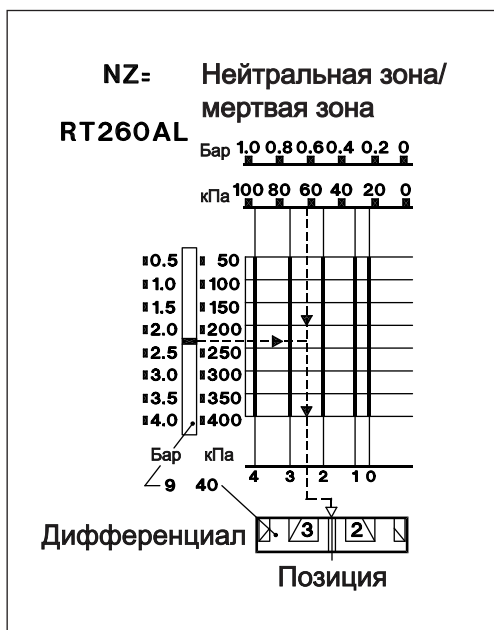 NZ= Нейтральная зона/
мертвая зона
RT260AL
Бар 1.0 0.8 0.6 0.4 0.2 0
кПа 100 80 60 40 20 0
0.5 50
1.0 100
1.5 150
2.0 200
2.5 250
3.0 300
3.5 350
4.0 400
Бар кПа
4 3 2 1 0
9 40
Дифференциал 3 2
Позиция